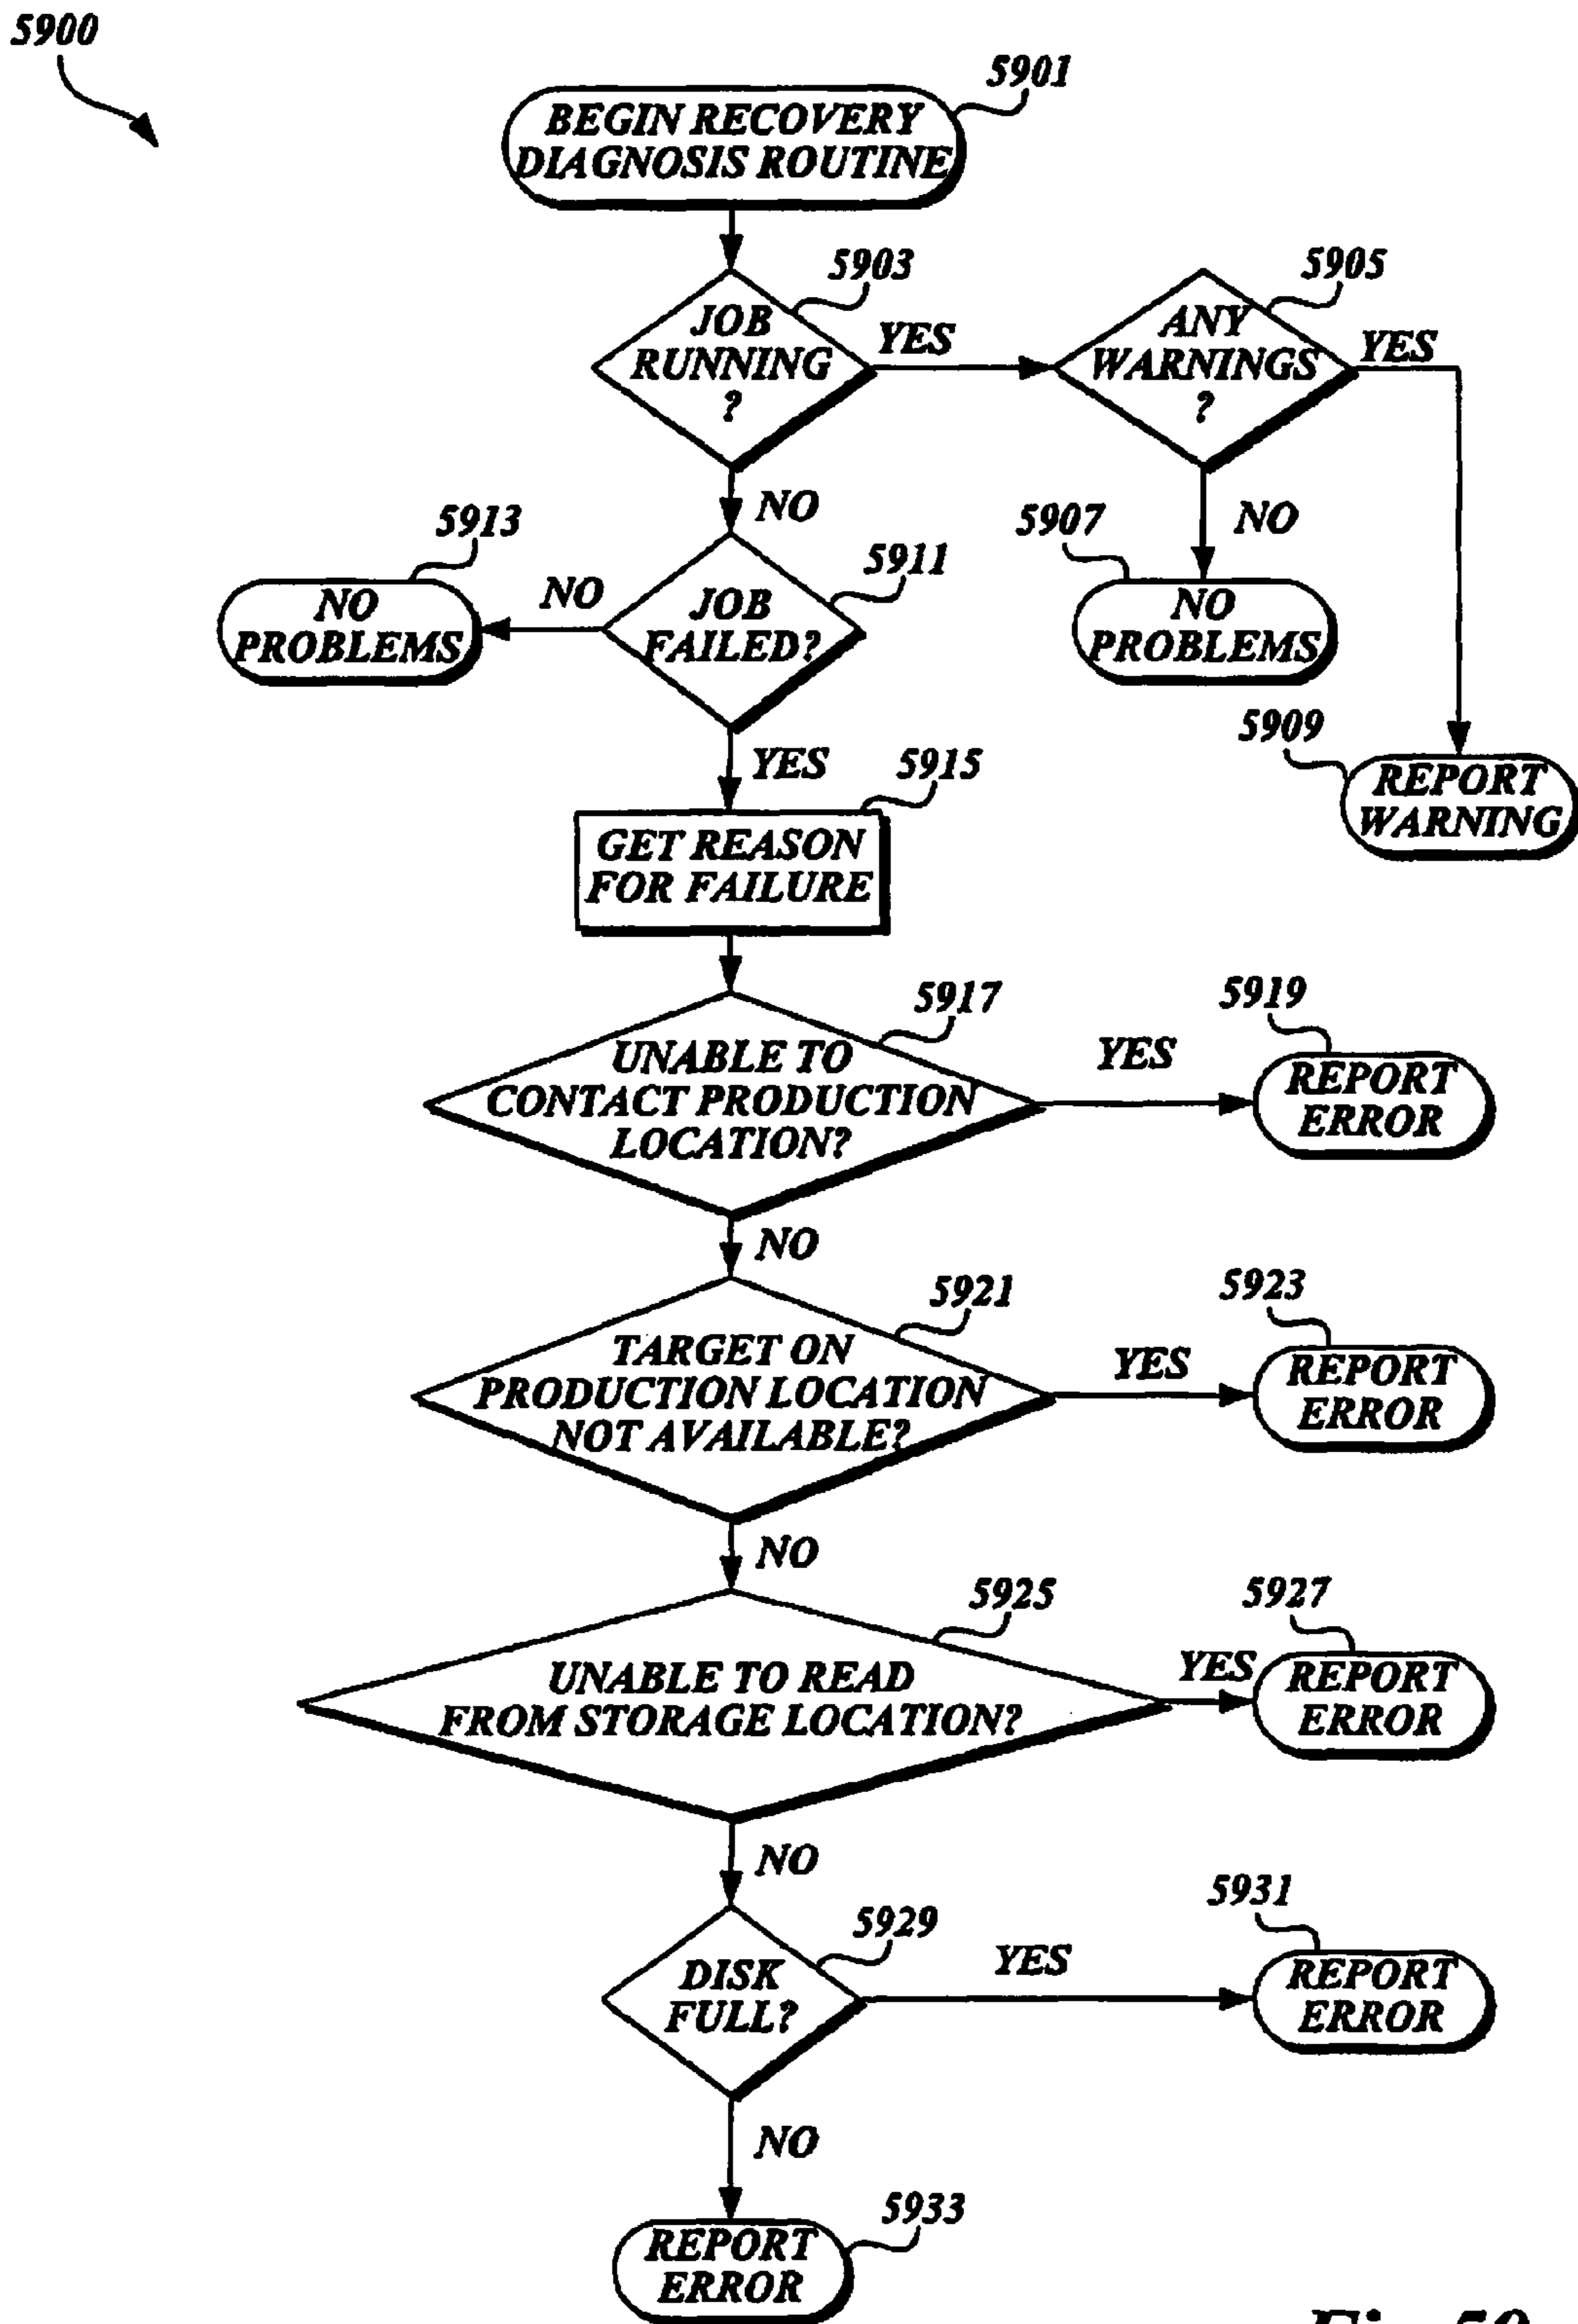 5900
5901
BEGIN RECOVERY
DIAGNOSIS ROUTINE
5903
JOB
RUNNING
?
YES
5905
ANY
WARNINGS
?
YES
NO
NO
5913
NO
PROBLEMS
NO
5911
JOB
FAILED?
5907
NO
PROBLEMS
5909
REPORT
WARNING
YES
5915
GET REASON
FOR FAILURE
5917
UNABLE TO
CONTACT PRODUCTION
LOCATION?
YES
5919
REPORT
ERROR
NO
5921
TARGET ON
PRODUCTION LOCATION
NOT AVAILABLE?
YES
5923
REPORT
ERROR
NO
5925
UNABLE TO READ
FROM STORAGE LOCATION?
YES
5927
REPORT
ERROR
NO
5929
DISK
FULL?
YES
5931
REPORT
ERROR
NO
5933
REPORT
ERROR